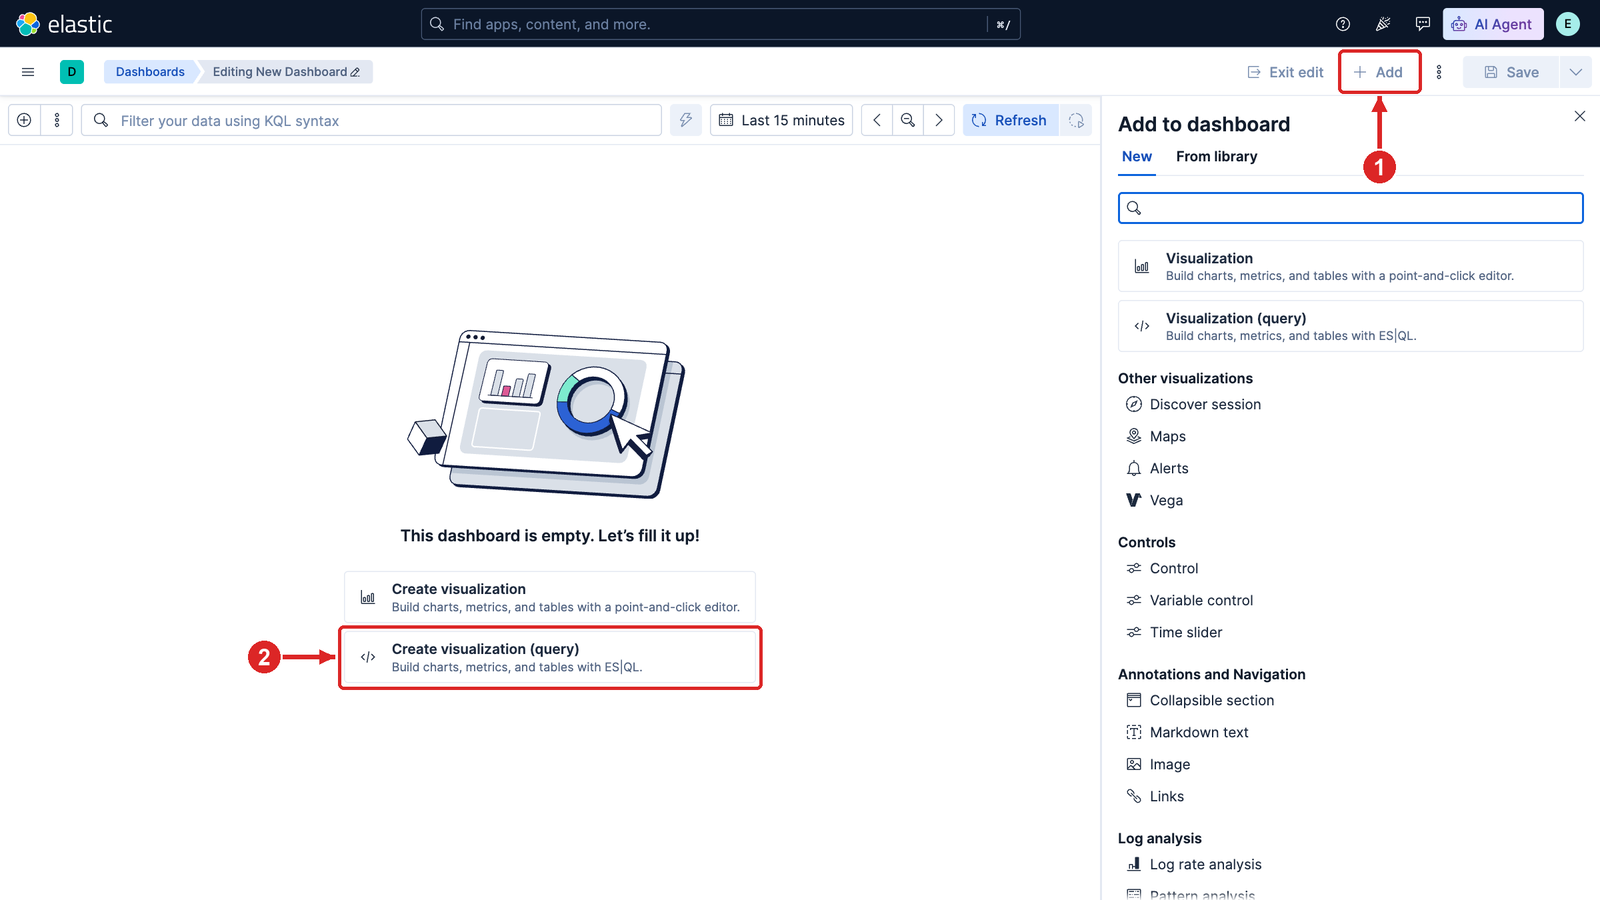 elastic
Find apps, content, and more.
⌘/
AI Agent
E
D
Dashboards
Editing New Dashboard
Exit edit
Add
Save
Filter your data using KQL syntax
Last 15 minutes
Refresh
1
Add to dashboard
New
From library
Visualization
Build charts, metrics, and tables with a point-and-click editor.
Visualization (query)
Build charts, metrics, and tables with ES|QL.
Other visualizations
Discover session
Maps
Alerts
Vega
Controls
Control
Variable control
Time slider
Annotations and Navigation
Collapsible section
Markdown text
Image
Links
Log analysis
Log rate analysis
Pattern analysis
This dashboard is empty. Let’s fill it up!
Create visualization
Build charts, metrics, and tables with a point-and-click editor.
2
Create visualization (query)
Build charts, metrics, and tables with ES|QL.